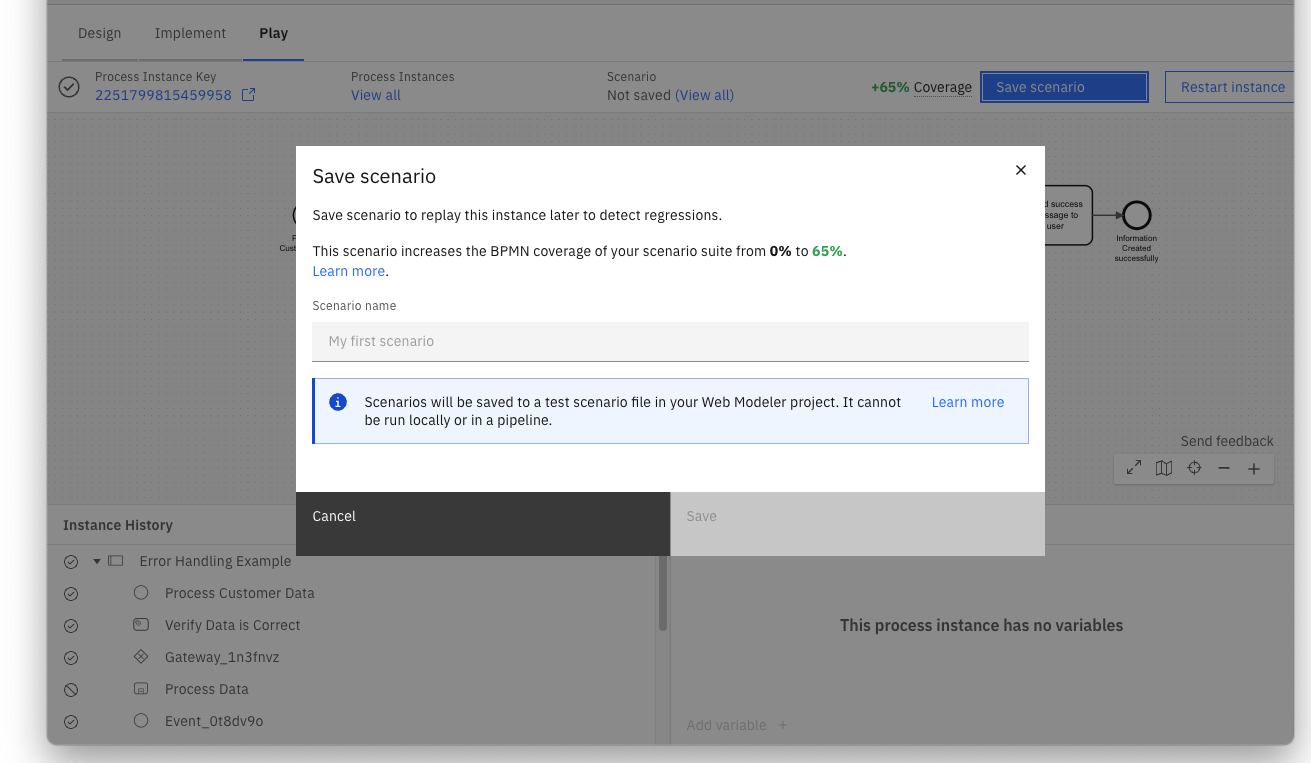 Design Implement Play
Process Instance Key Process Instances Scenario
2251799815459958 View all Not saved (View all)
+65% Coverage Save scenario Restart instance
Save scenario
Save scenario to replay this instance later to detect regressions.
This scenario increases the BPMN coverage of your scenario suite from 0% to 65%.
Learn more.
Scenario name
My first scenario
Scenarios will be saved to a test scenario file in your Web Modeler project. It cannot
be run locally or in a pipeline.
Learn more
Cancel Save
success
to
user
Information
Created
successfully
Send feedback
Instance History
Error Handling Example
Process Customer Data
Verify Data is Correct
Gateway_1n3fnvz
Process Data
Event_0t8dv9o
This process instance has no variables
Add variable +